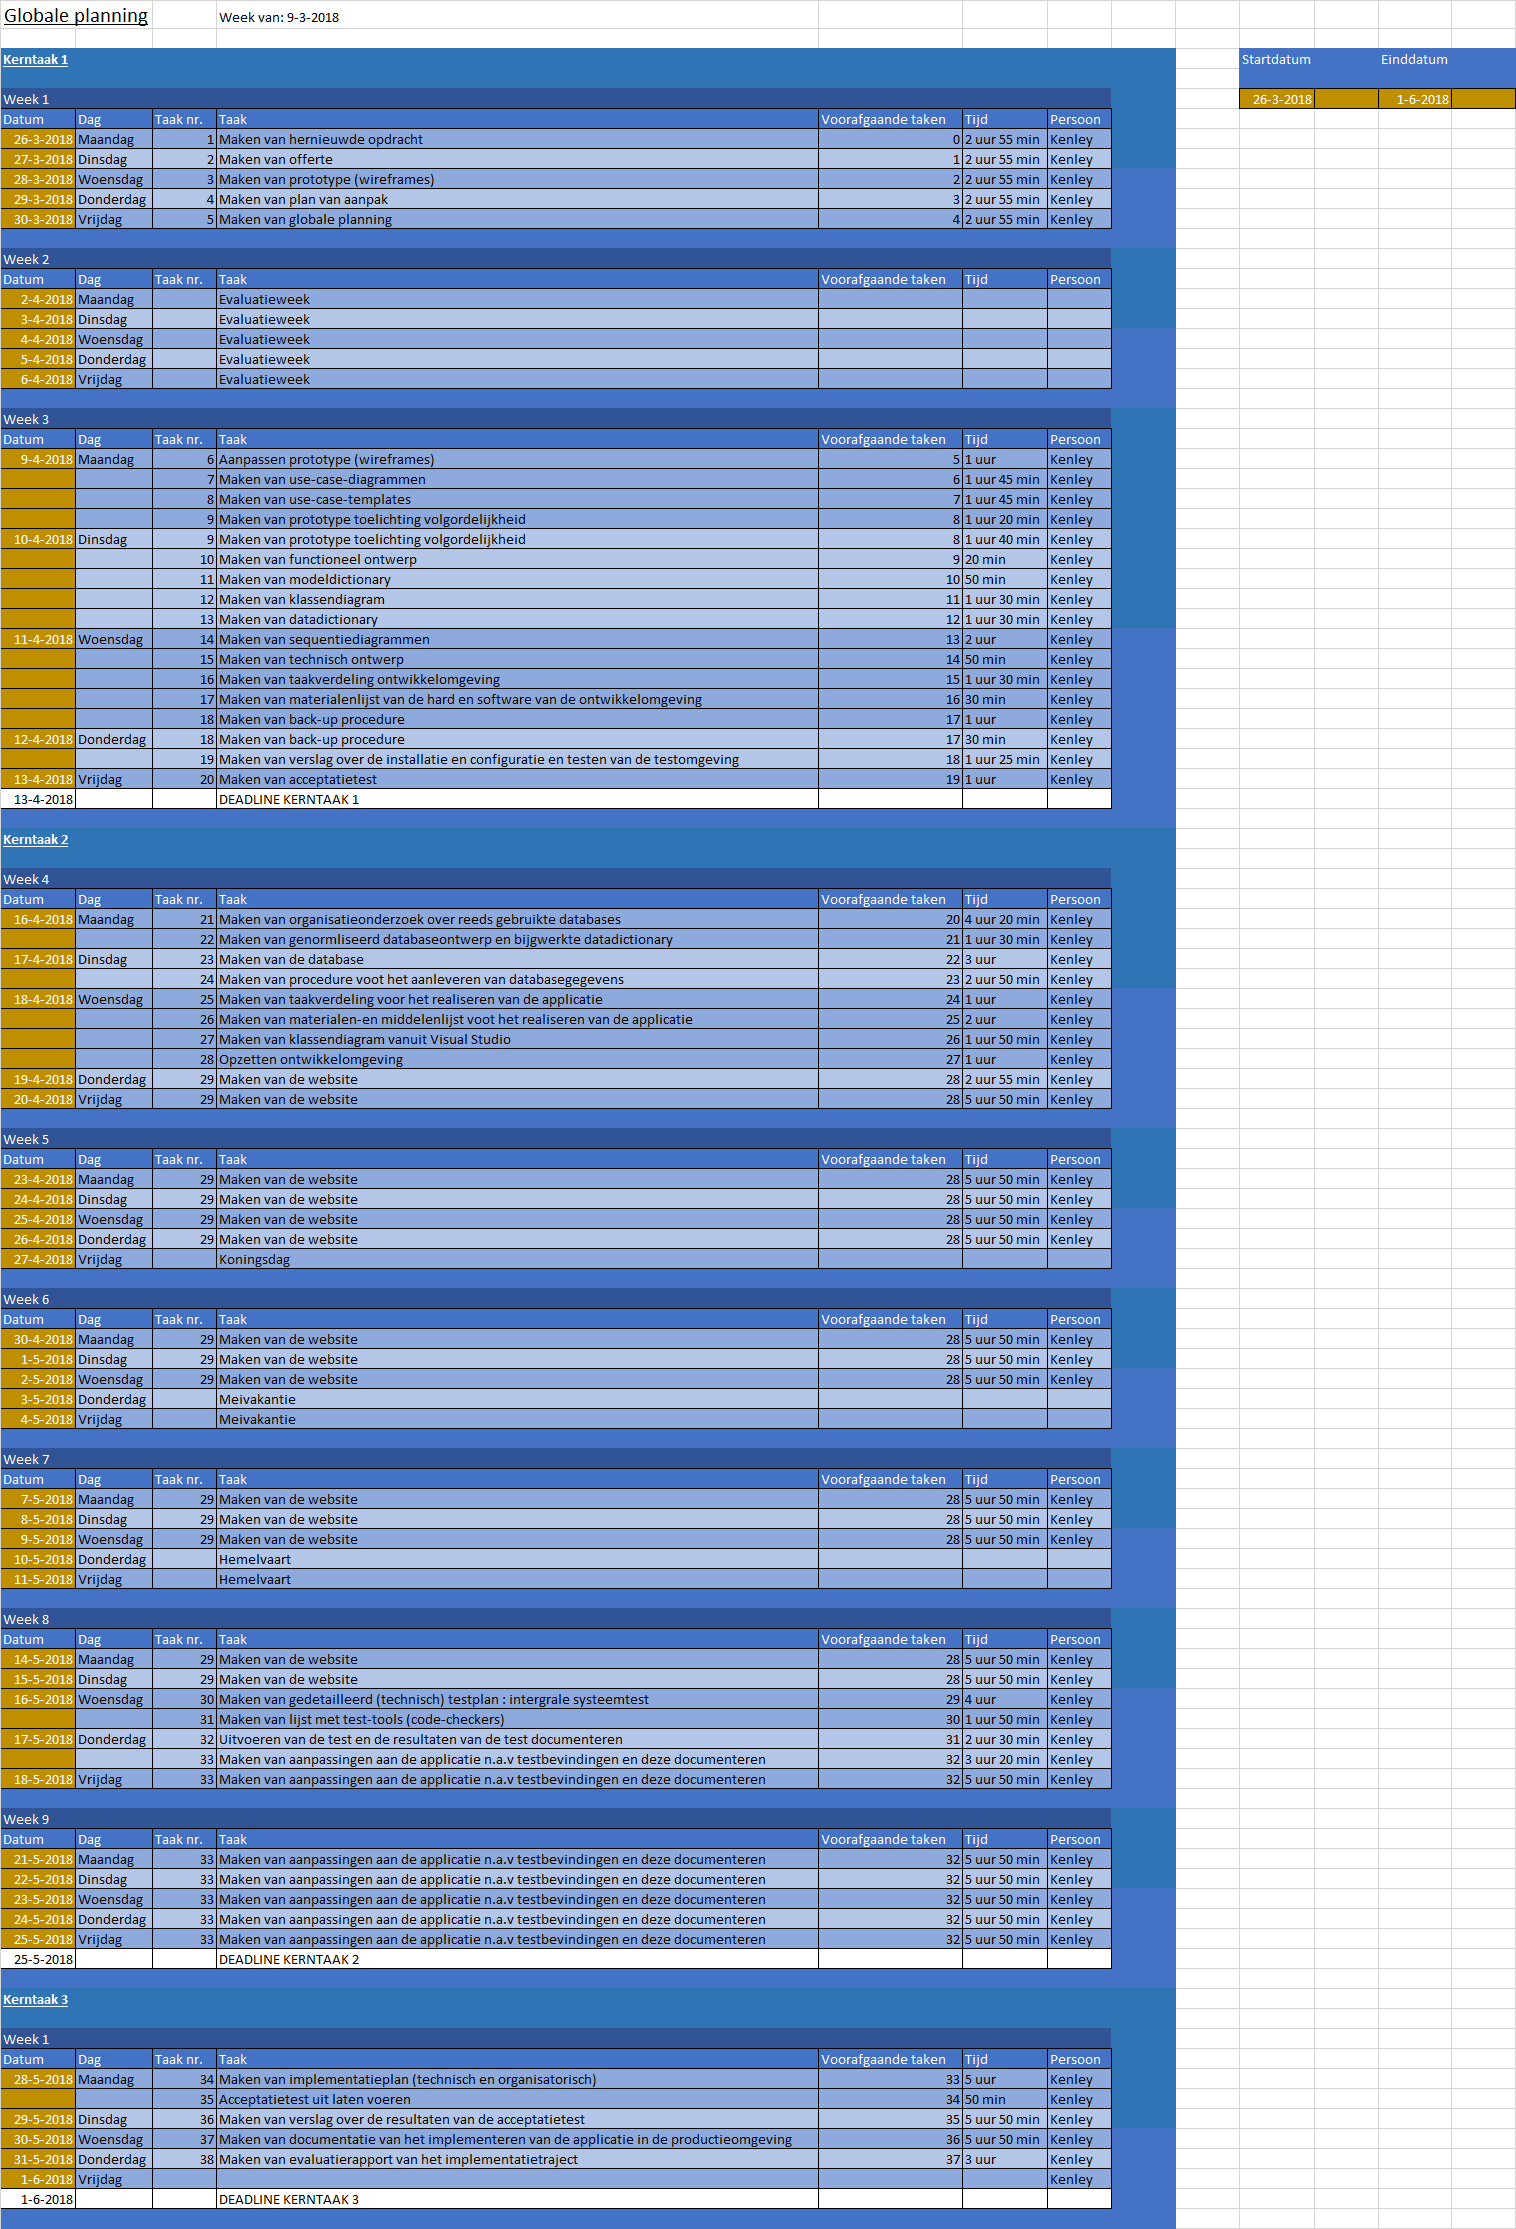 Globale planning Week van: 9-3-2018
Kerntaak 1 Startdatum Einddatum
Week 1 26-3-2018 1-6-2018
Datum Dag Taak nr. Taak Voorafgaande taken Tijd Persoon
26-3-2018 Maandag 1 Maken van hernieuwde opdracht 0 2 uur 55 min Kenley
27-3-2018 Dinsdag 2 Maken van offerte 1 2 uur 55 min Kenley
28-3-2018 Woensdag 3 Maken van prototype (wireframes) 2 2 uur 55 min Kenley
29-3-2018 Donderdag 4 Maken van plan van aanpak 3 2 uur 55 min Kenley
30-3-2018 Vrijdag 5 Maken van globale planning 4 2 uur 55 min Kenley
Week 2
Datum Dag Taak nr. Taak Voorafgaande taken Tijd Persoon
2-4-2018 Maandag Evaluatieweek
3-4-2018 Dinsdag Evaluatieweek
4-4-2018 Woensdag Evaluatieweek
5-4-2018 Donderdag Evaluatieweek
6-4-2018 Vrijdag Evaluatieweek
Week 3
Datum Dag Taak nr. Taak Voorafgaande taken Tijd Persoon
9-4-2018 Maandag 6 Aanpassen prototype (wireframes) 5 1 uur Kenley
7 Maken van use-case-diagrammen 6 1 uur 45 min Kenley
8 Maken van use-case-templates 7 1 uur 45 min Kenley
9 Maken van prototype toelichting volgordelijkheid 8 1 uur 20 min Kenley
10-4-2018 Dinsdag 9 Maken van prototype toelichting volgordelijkheid 8 1 uur 40 min Kenley
10 Maken van functioneel ontwerp 9 20 min Kenley
11 Maken van modeldictionary 10 50 min Kenley
12 Maken van klassendiagram 11 1 uur 30 min Kenley
13 Maken van datadictionary 12 1 uur 30 min Kenley
11-4-2018 Woensdag 14 Maken van sequentiediagrammen 13 2 uur Kenley
15 Maken van technisch ontwerp 14 50 min Kenley
16 Maken van taakverdeling ontwikkelomgeving 15 1 uur 30 min Kenley
17 Maken van materialenlijst van de hard en software van de ontwikkelomgeving 16 30 min Kenley
18 Maken van back-up procedure 17 1 uur Kenley
12-4-2018 Donderdag 18 Maken van back-up procedure 17 30 min Kenley
19 Maken van verslag over de installatie en configuratie en testen van de testomgeving 18 1 uur 25 min Kenley
13-4-2018 Vrijdag 20 Maken van acceptatietest 19 1 uur Kenley
13-4-2018 DEADLINE KERNTAAK 1
Kerntaak 2
Week 4
Datum Dag Taak nr. Taak Voorafgaande taken Tijd Persoon
16-4-2018 Maandag 21 Maken van organisatieonderzoek over reeds gebruikte databases 20 4 uur 20 min Kenley
22 Maken van genormliseerd databaseontwerp en bijgwerkte datadictionary 21 1 uur 30 min Kenley
17-4-2018 Dinsdag 23 Maken van de database 22 3 uur Kenley
24 Maken van procedure voot het aanleveren van databasegegevens 23 2 uur 50 min Kenley
18-4-2018 Woensdag 25 Maken van taakverdeling voor het realiseren van de applicatie 24 1 uur Kenley
26 Maken van materialen-en middelenlijst voot het realiseren van de applicatie 25 2 uur Kenley
27 Maken van klassendiagram vanuit Visual Studio 26 1 uur 50 min Kenley
28 Opzetten ontwikkelomgeving 27 1 uur Kenley
19-4-2018 Donderdag 29 Maken van de website 28 2 uur 55 min Kenley
20-4-2018 Vrijdag 29 Maken van de website 28 5 uur 50 min Kenley
Week 5
Datum Dag Taak nr. Taak Voorafgaande taken Tijd Persoon
23-4-2018 Maandag 29 Maken van de website 28 5 uur 50 min Kenley
24-4-2018 Dinsdag 29 Maken van de website 28 5 uur 50 min Kenley
25-4-2018 Woensdag 29 Maken van de website 28 5 uur 50 min Kenley
26-4-2018 Donderdag 29 Maken van de website 28 5 uur 50 min Kenley
27-4-2018 Vrijdag Koningsdag
Week 6
Datum Dag Taak nr. Taak Voorafgaande taken Tijd Persoon
30-4-2018 Maandag 29 Maken van de website 28 5 uur 50 min Kenley
1-5-2018 Dinsdag 29 Maken van de website 28 5 uur 50 min Kenley
2-5-2018 Woensdag 29 Maken van de website 28 5 uur 50 min Kenley
3-5-2018 Donderdag Meivakantie
4-5-2018 Vrijdag Meivakantie
Week 7
Datum Dag Taak nr. Taak Voorafgaande taken Tijd Persoon
7-5-2018 Maandag 29 Maken van de website 28 5 uur 50 min Kenley
8-5-2018 Dinsdag 29 Maken van de website 28 5 uur 50 min Kenley
9-5-2018 Woensdag 29 Maken van de website 28 5 uur 50 min Kenley
10-5-2018 Donderdag Hemelvaart
11-5-2018 Vrijdag Hemelvaart
Week 8
Datum Dag Taak nr. Taak Voorafgaande taken Tijd Persoon
14-5-2018 Maandag 29 Maken van de website 28 5 uur 50 min Kenley
15-5-2018 Dinsdag 29 Maken van de website 28 5 uur 50 min Kenley
16-5-2018 Woensdag 30 Maken van gedetailleerd (technisch) testplan : intergrale systeemtest 29 4 uur Kenley
31 Maken van lijst met test-tools (code-checkers) 30 1 uur 50 min Kenley
17-5-2018 Donderdag 32 Uitvoeren van de test en de resultaten van de test documenteren 31 2 uur 30 min Kenley
33 Maken van aanpassingen aan de applicatie n.a.v testbevindingen en deze documenteren 32 3 uur 20 min Kenley
18-5-2018 Vrijdag 33 Maken van aanpassingen aan de applicatie n.a.v testbevindingen en deze documenteren 32 5 uur 50 min Kenley
Week 9
Datum Dag Taak nr. Taak Voorafgaande taken Tijd Persoon
21-5-2018 Maandag 33 Maken van aanpassingen aan de applicatie n.a.v testbevindingen en deze documenteren 32 5 uur 50 min Kenley
22-5-2018 Dinsdag 33 Maken van aanpassingen aan de applicatie n.a.v testbevindingen en deze documenteren 32 5 uur 50 min Kenley
23-5-2018 Woensdag 33 Maken van aanpassingen aan de applicatie n.a.v testbevindingen en deze documenteren 32 5 uur 50 min Kenley
24-5-2018 Donderdag 33 Maken van aanpassingen aan de applicatie n.a.v testbevindingen en deze documenteren 32 5 uur 50 min Kenley
25-5-2018 Vrijdag 33 Maken van aanpassingen aan de applicatie n.a.v testbevindingen en deze documenteren 32 5 uur 50 min Kenley
25-5-2018 DEADLINE KERNTAAK 2
Kerntaak 3
Week 1
Datum Dag Taak nr. Taak Voorafgaande taken Tijd Persoon
28-5-2018 Maandag 34 Maken van implementatieplan (technisch en organisatorisch) 33 5 uur Kenley
35 Acceptatietest uit laten voeren 34 50 min Kenley
29-5-2018 Dinsdag 36 Maken van verslag over de resultaten van de acceptatietest 35 5 uur 50 min Kenley
30-5-2018 Woensdag 37 Maken van documentatie van het implementeren van de applicatie in de productieomgeving 36 5 uur 50 min Kenley
31-5-2018 Donderdag 38 Maken van evaluatierapport van het implementatietraject 37 3 uur Kenley
1-6-2018 Vrijdag Kenley
1-6-2018 DEADLINE KERNTAAK 3